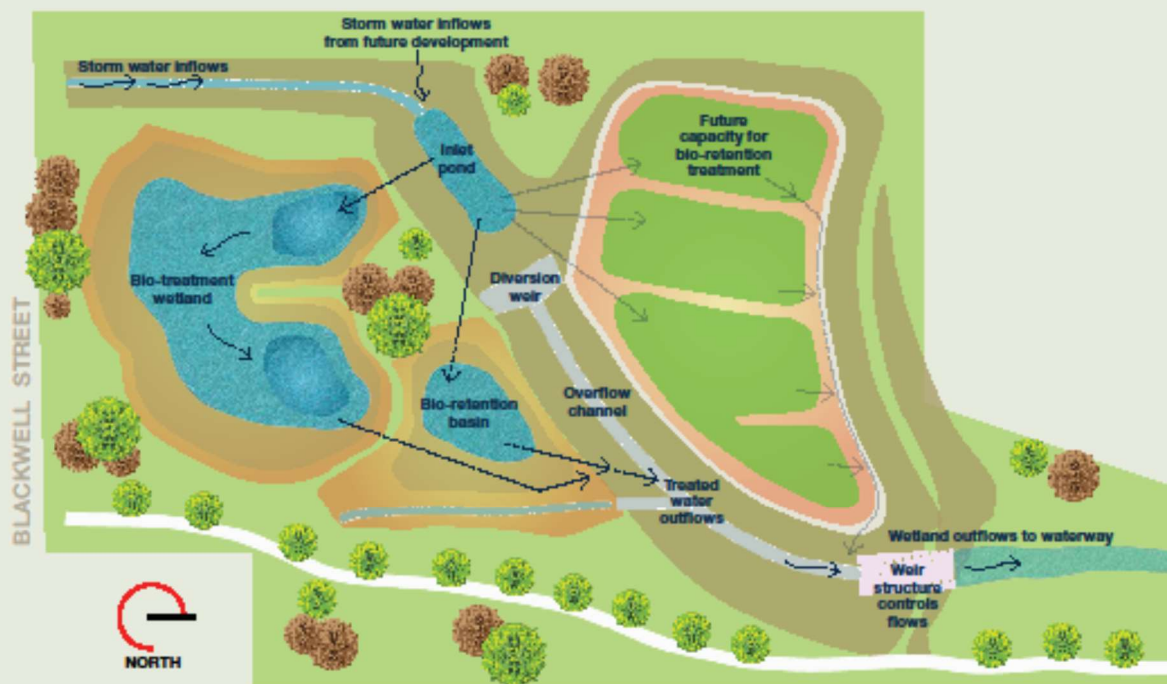 Storm water inflows
from future development
Storm water inflows
Inlet
pond
Future
capacity for
bio-retention
treatment
Bio-treatment
wetland
Diversion
weir
BLACKWELL STREET
Overflow
channel
Bio-retention
basin
Treated
water
outflows
Wetland outflows to waterway
Weir
structure
controls
flows
NORTH